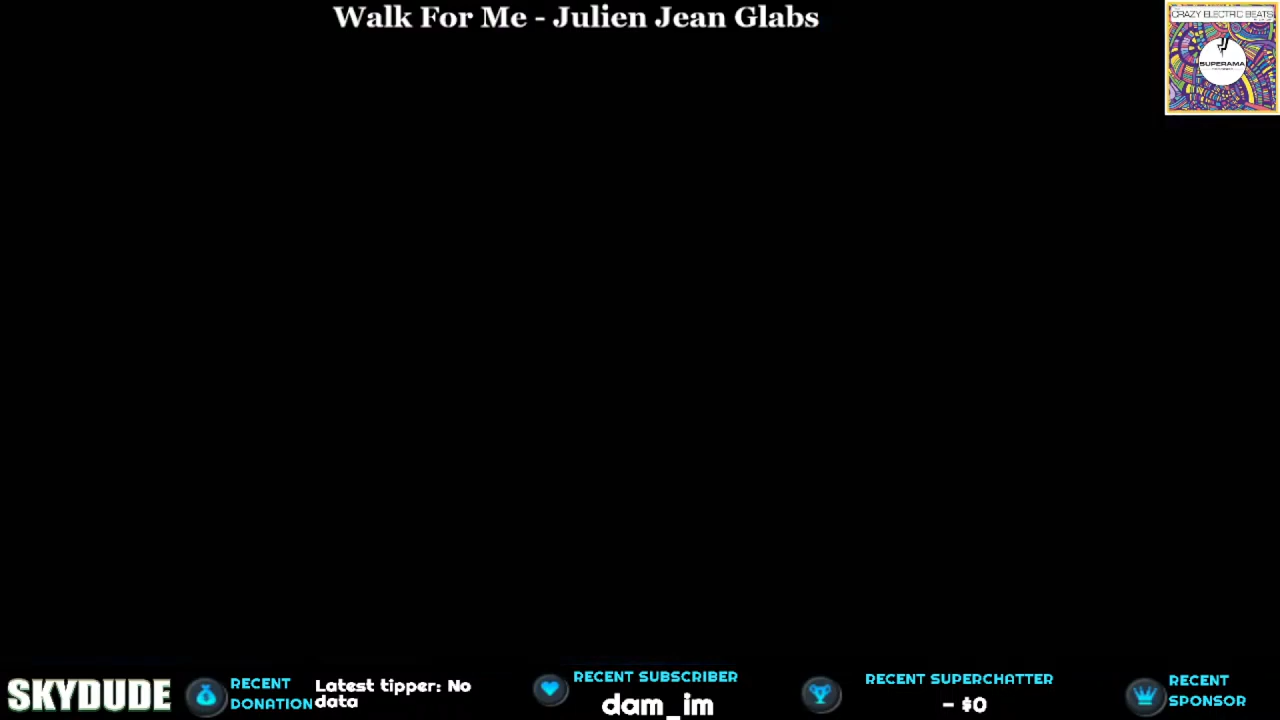 Walk For Me - Julien Jean Glabs
CRAZY ELECTRIC BEATS
SUPERAMA
SKYDUDE
RECENT
DONATION
Latest tipper: No
data
RECENT SUBSCRIBER
dam_im
RECENT SUPERCHATTER
- $0
RECENT
SPONSOR